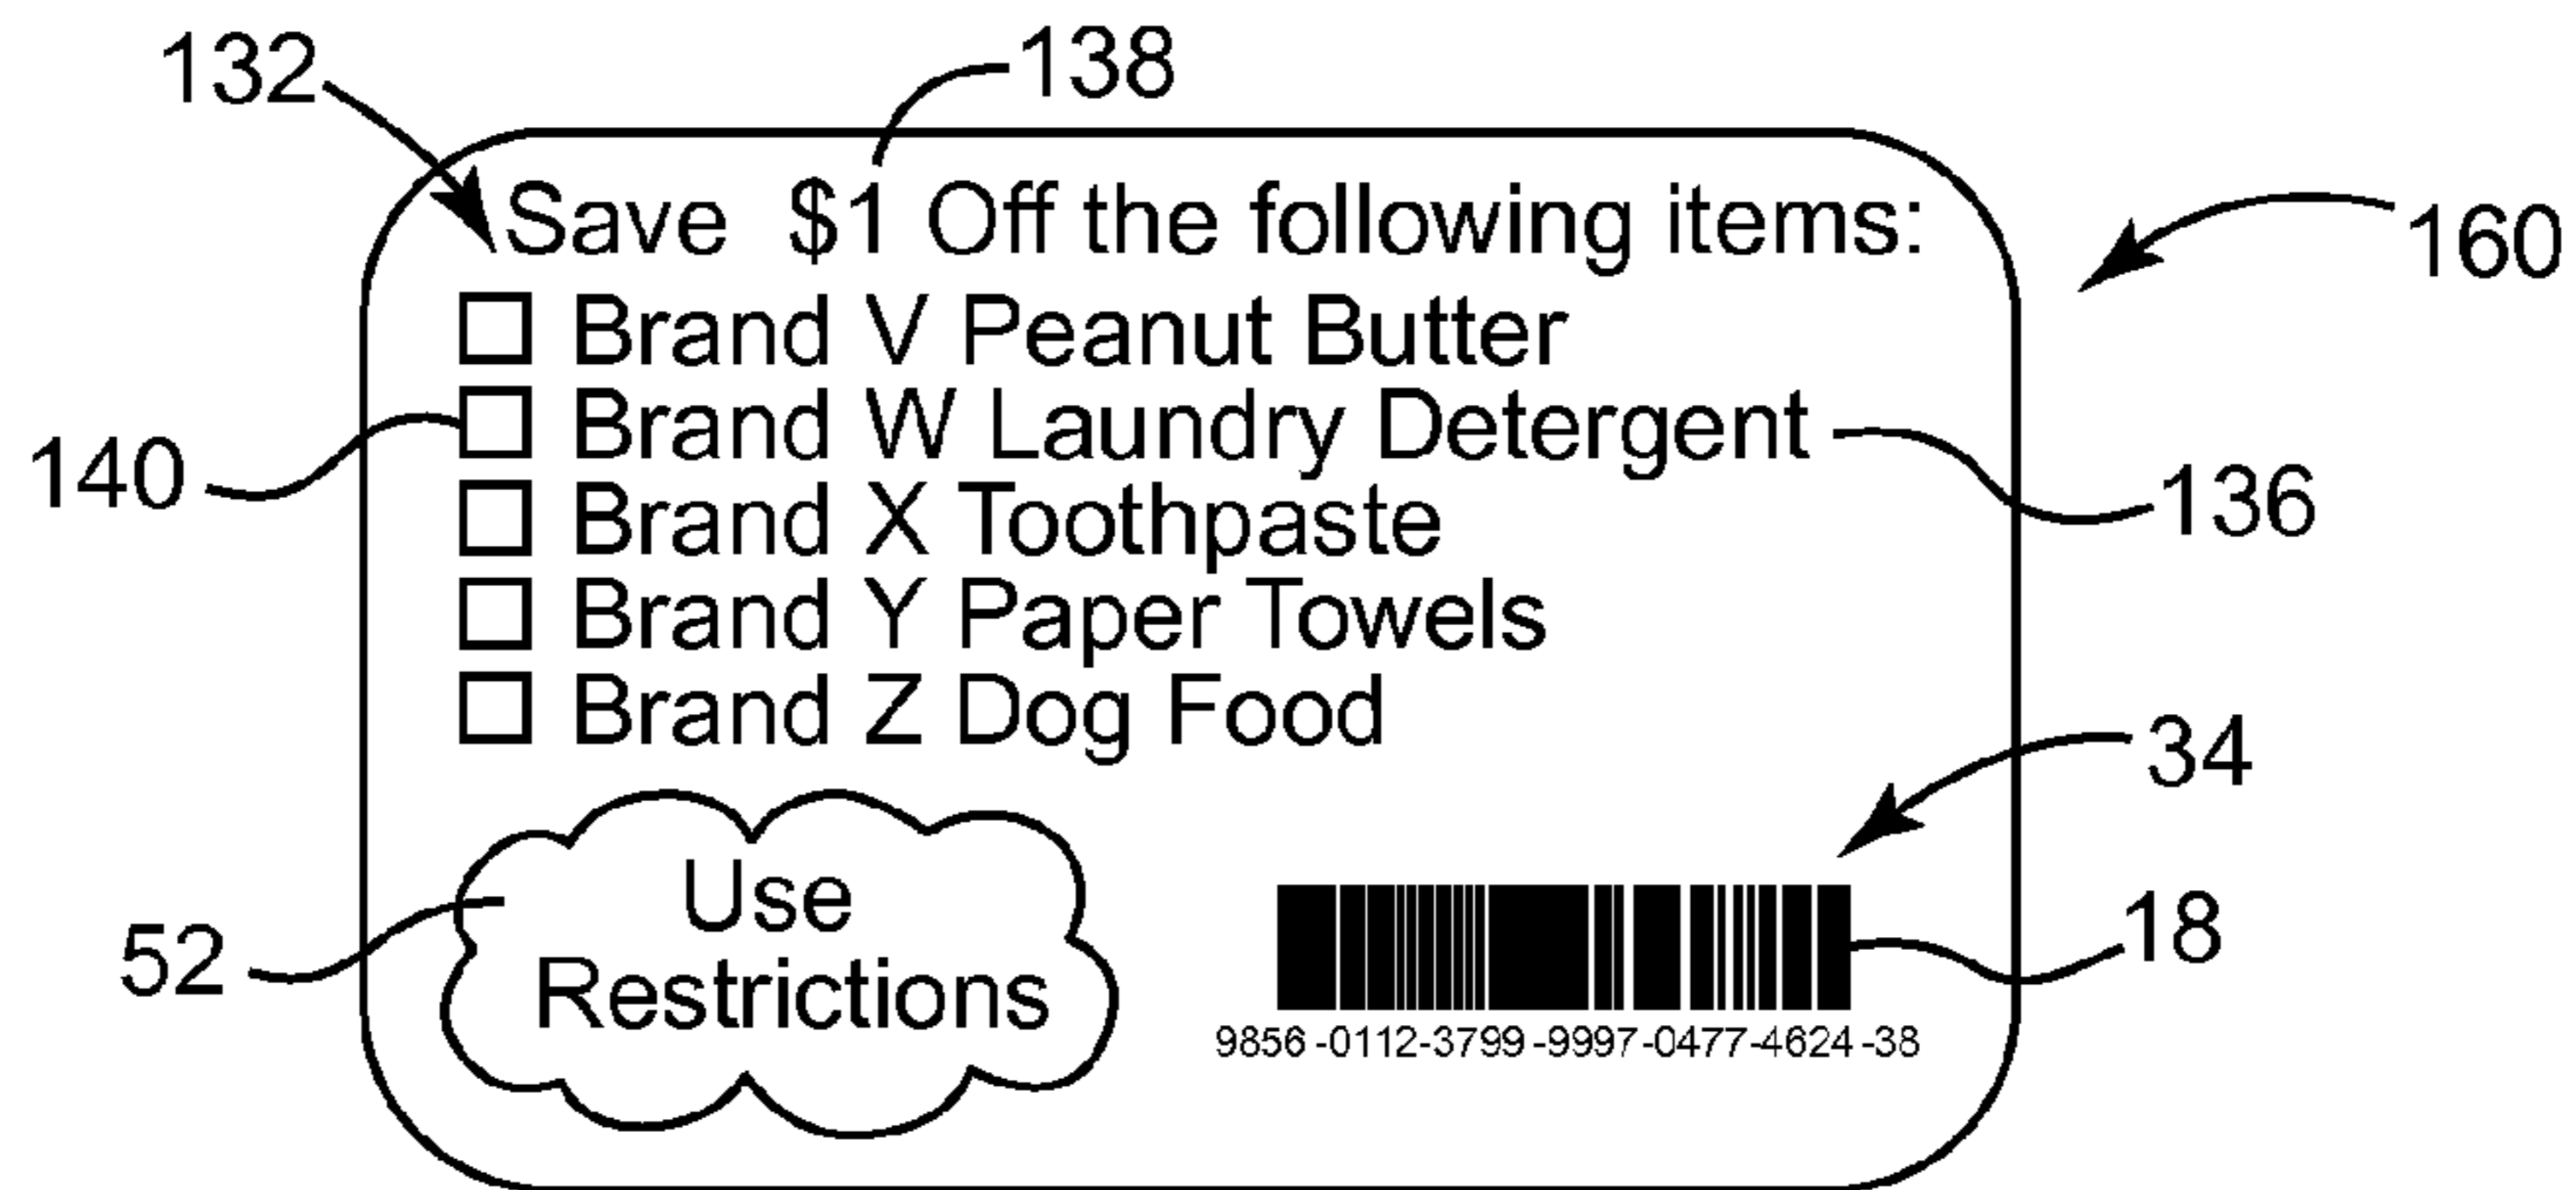 132
138
Save $1 Off the following items:
160
Brand V Peanut Butter
140
Brand W Laundry Detergent
136
Brand X Toothpaste
Brand Y Paper Towels
Brand Z Dog Food
34
Use
Restrictions
52
18
9856-0112-3799-9997-0477-4624-38